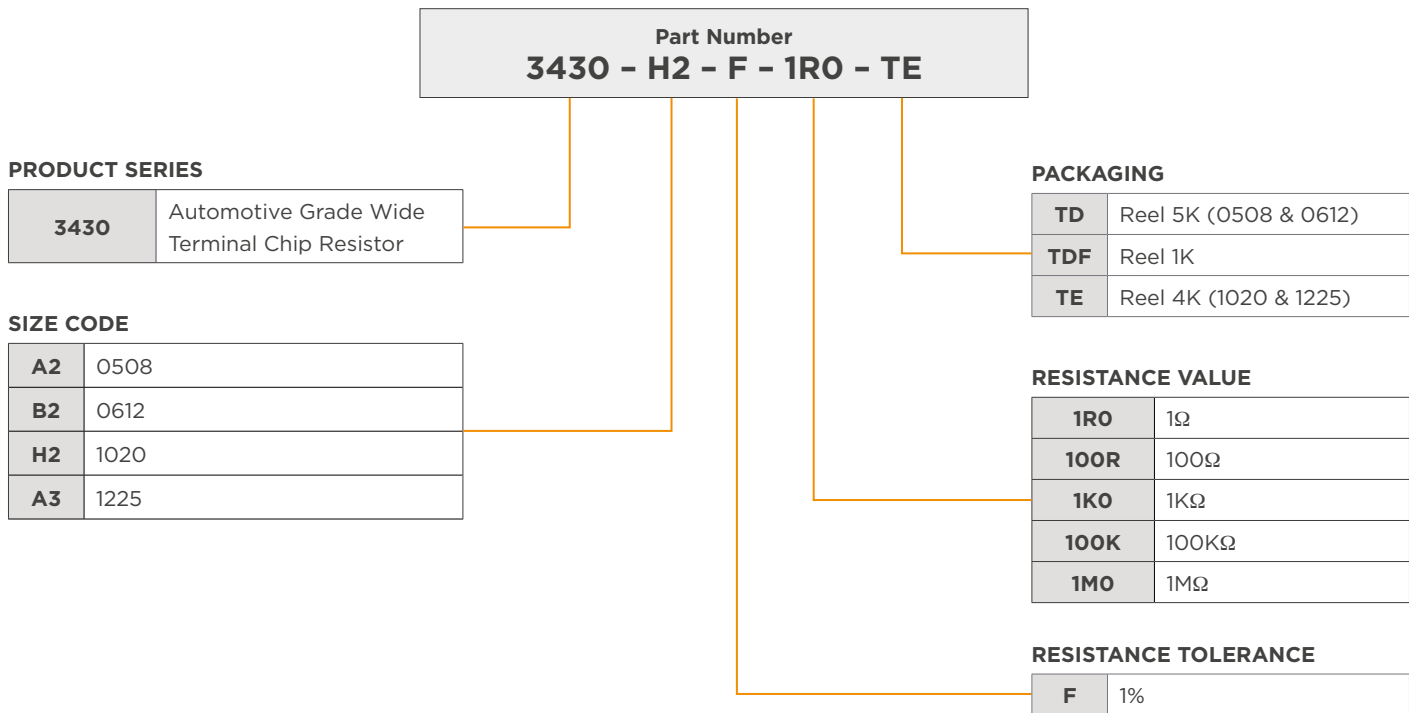 Part Number
3430 – H2 – F – 1R0 – TE
PRODUCT SERIES
3430 Automotive Grade Wide
Terminal Chip Resistor
SIZE CODE
A2 0508
B2 0612
H2 1020
A3 1225
PACKAGING
TD Reel 5K (0508 & 0612)
TDF Reel 1K
TE Reel 4K (1020 & 1225)
RESISTANCE VALUE
1R0 1Ω
100R 100Ω
1K0 1KΩ
100K 100KΩ
1M0 1MΩ
RESISTANCE TOLERANCE
F 1%